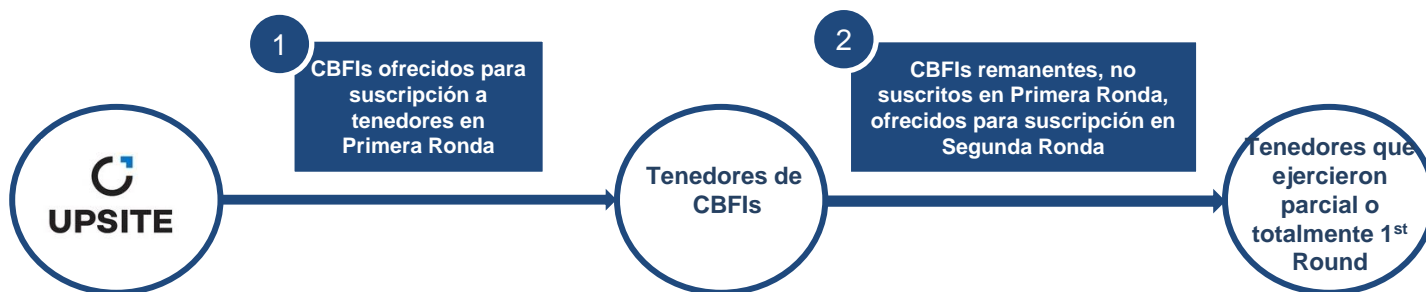 1
CBFIs ofrecidos para
suscripción a
tenedores en
Primera Ronda
2
CBFIs remanentes, no
suscritos en Primera Ronda,
ofrecidos para suscripción en
Segunda Ronda
UPSITE
Tenedores de
CBFIs
Tenedores que
ejercieron
parcial o
totalmente 1st
Round